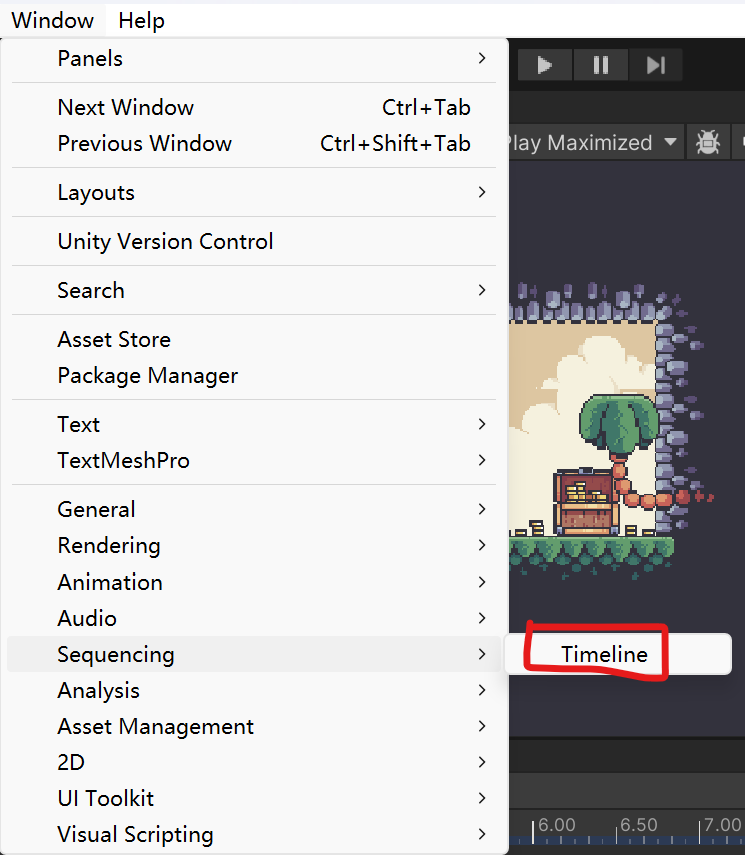 Window Help
Panels
Next Window Ctrl+Tab
Previous Window Ctrl+Shift+Tab
Play Maximized
Layouts
Unity Version Control
Search
Asset Store
Package Manager
Text
TextMeshPro
General
Rendering
Animation
Audio
Sequencing
Timeline
Analysis
Asset Management
2D
UI Toolkit
6.00 6.50 7.00
Visual Scripting